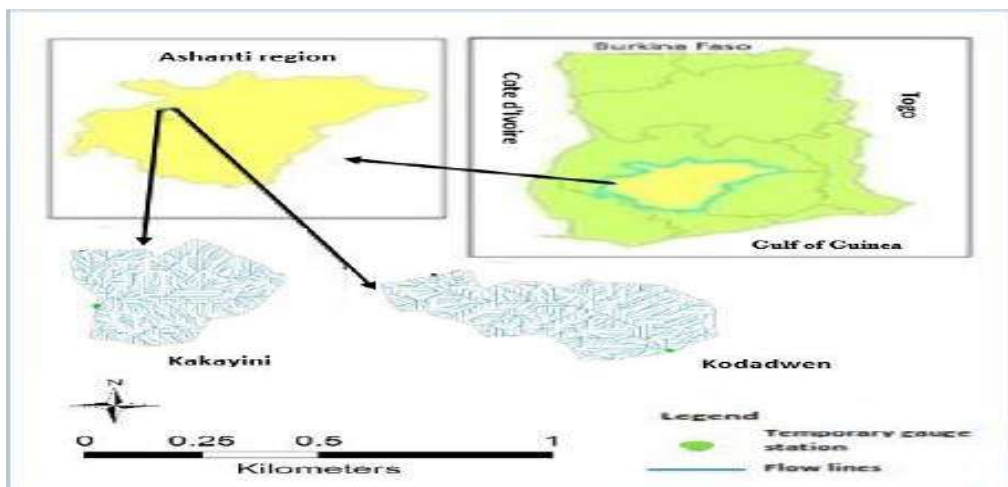 Ashanti region
Burkina Faso
Cote d'Ivoire
Togo
Gulf of Guinea
Kakayini
Kodadwen
N
0 0.25 0.5 1
Kilometers
Legend
Temporary gauge
station
Flow lines